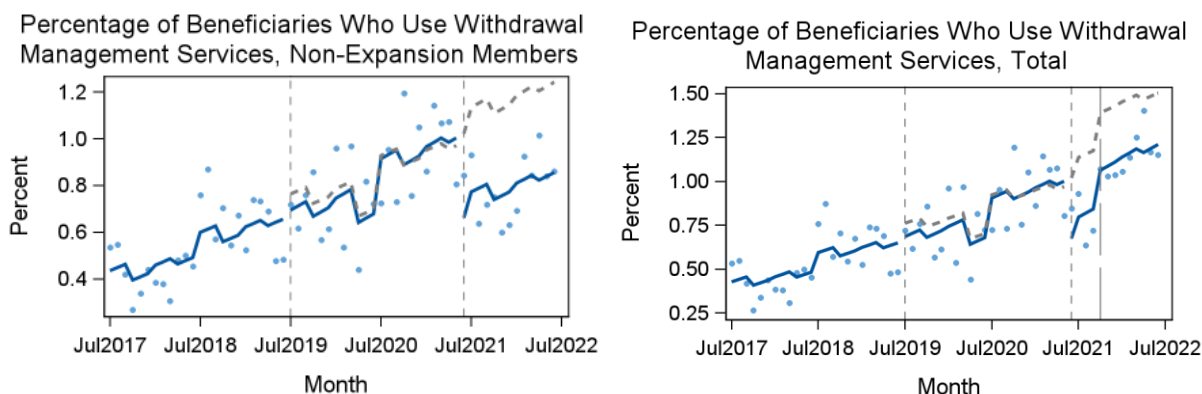 Percentage of Beneficiaries Who Use Withdrawal
Management Services, Non-Expansion Members
Percent
1.2
1.0
0.8
0.6
0.4
Jul2017 Jul2018 Jul2019 Jul2020 Jul2021 Jul2022
Month
Percentage of Beneficiaries Who Use Withdrawal
Management Services, Total
Percent
1.50
1.25
1.00
0.75
0.50
0.25
Jul2017 Jul2018 Jul2019 Jul2020 Jul2021 Jul2022
Month